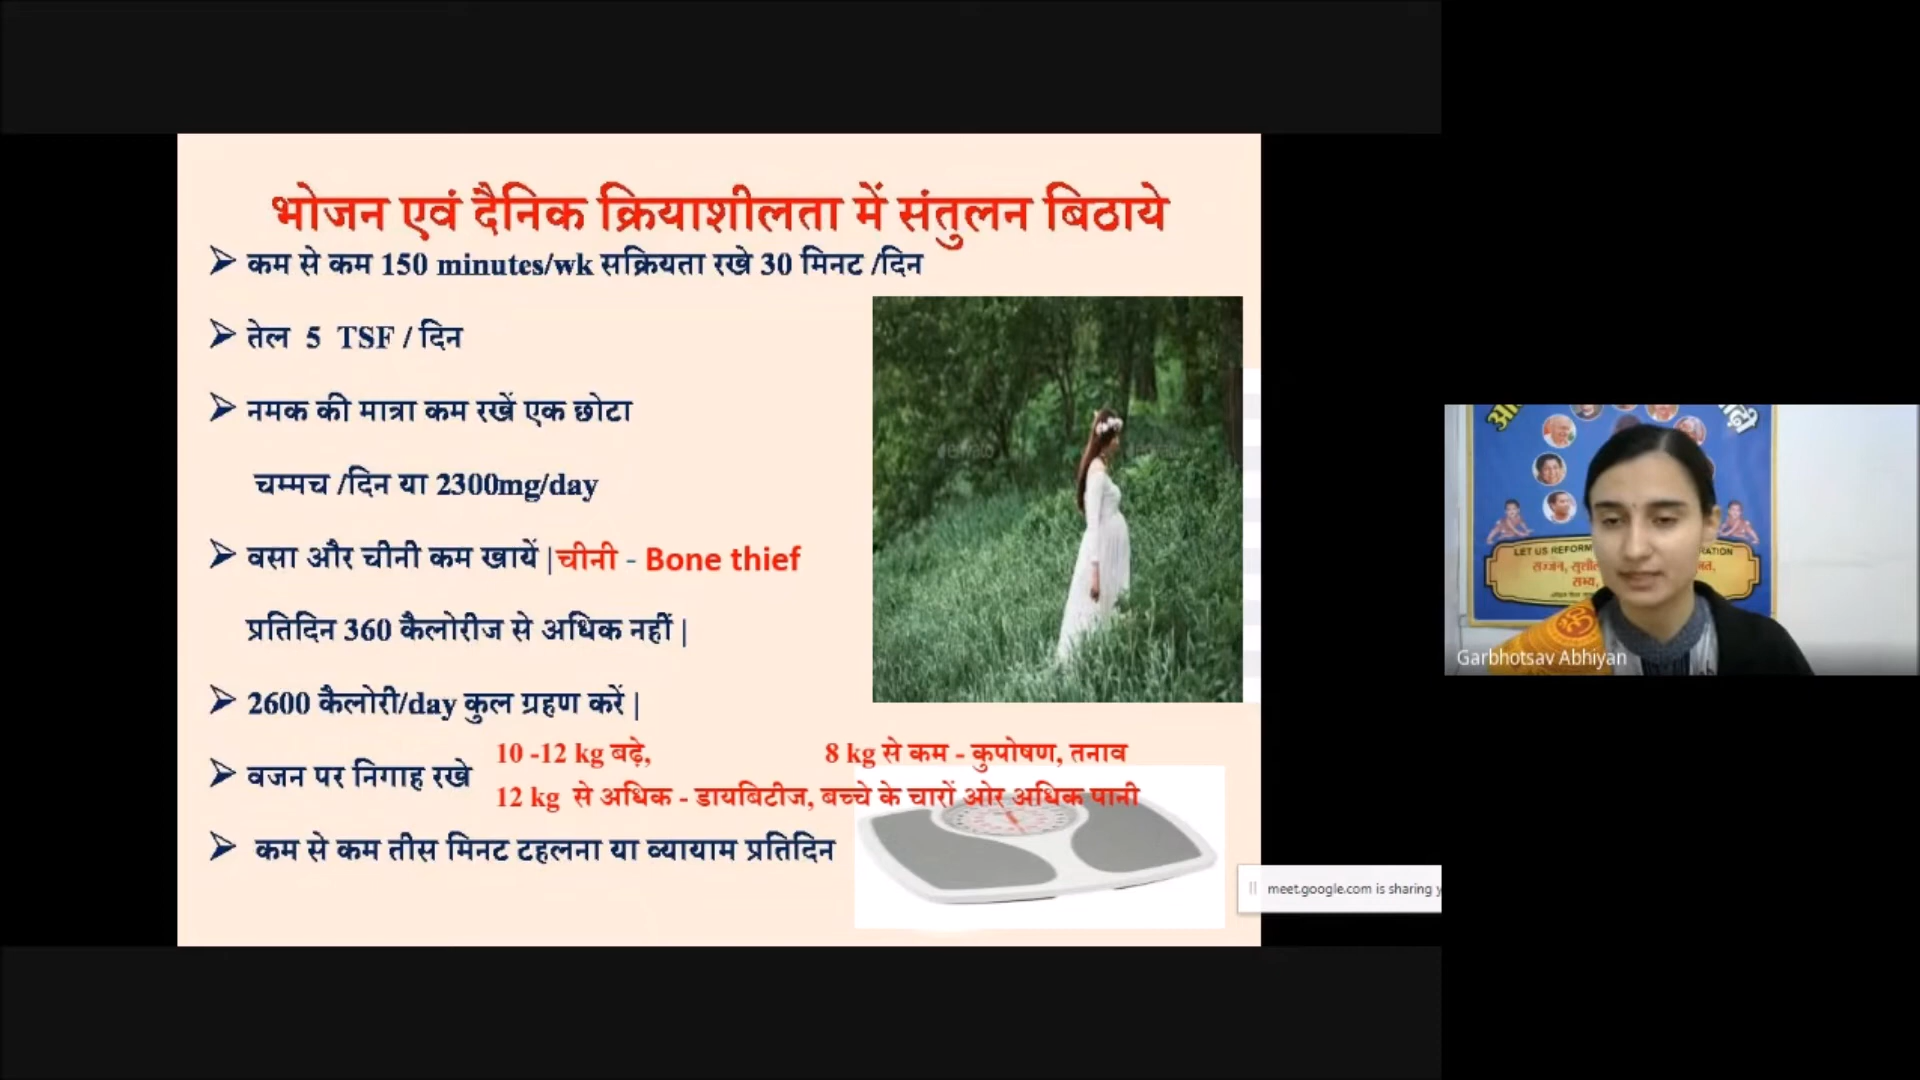 भोजन एवं दैनिक क्रियाशीलता में संतुलन बिठाये
➢ कम से कम 150 minutes/wk सक्रियता रखे 30 मिनट /दिन
➢ तेल 5 TSF / दिन
➢ नमक की मात्रा कम रखें एक छोटा
चम्मच /दिन या 2300mg/day
➢ वसा और चीनी कम खायें | चीनी - Bone thief
प्रतिदिन 360 कैलोरीज से अधिक नहीं |
➢ 2600 कैलोरी/day कुल ग्रहण करें |
➢ वजन पर निगाह रखे
10 -12 kg बढ़े, 8 kg से कम - कुपोषण, तनाव
12 kg से अधिक - डायबिटीज, बच्चे के चारों ओर अधिक पानी
➢ कम से कम तीस मिनट टहलना या व्यायाम प्रतिदिन
meet.google.com is sharing
LET US REFORM
सज्जन,
सभ्य,
Garbhotsav Abhiyan